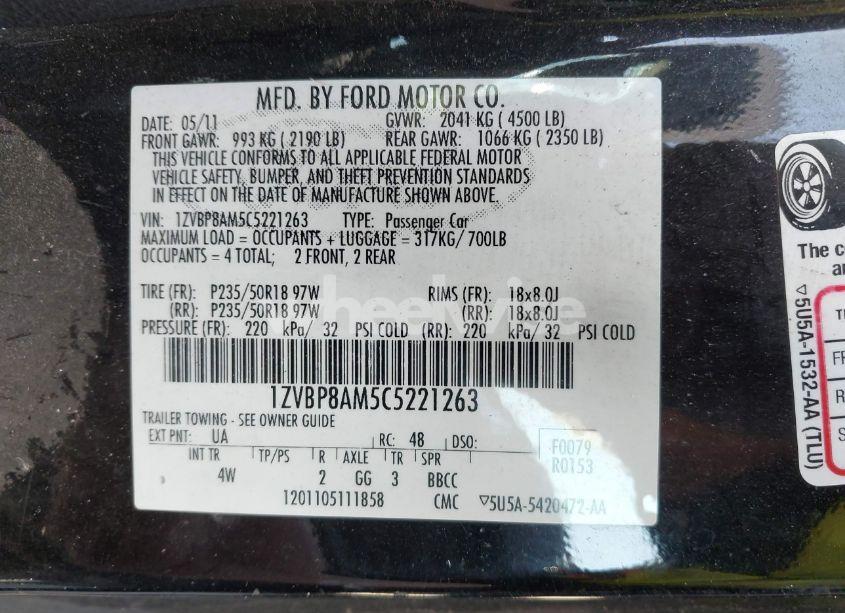 MFD. BY FORD MOTOR CO.
DATE: 05/11 GVWR: 2041 KG ( 4500 LB)
FRONT GAWR: 993 KG ( 2190 LB) REAR GAWR: 1066 KG ( 2350 LB)
THIS VEHICLE CONFORMS TO ALL APPLICABLE FEDERAL MOTOR
VEHICLE SAFETY, BUMPER, AND THEFT PREVENTION STANDARDS
IN EFFECT ON THE DATE OF MANUFACTURE SHOWN ABOVE.
VIN: 1ZVBP8AM5C5221263 TYPE: Passenger Car
MAXIMUM LOAD = OCCUPANTS + LUGGAGE = 317KG/ 700LB
OCCUPANTS = 4 TOTAL; 2 FRONT, 2 REAR
TIRE (FR): P235/50R18 97W RIMS (FR): 18x8.0J
(RR): P235/50R18 97W (RR): 18x8.0J
PRESSURE (FR): 220 kPa/ 32 PSI COLD (RR): 220 kPa/ 32 PSI COLD
1ZVBP8AM5C5221263
TRAILER TOWING - SEE OWNER GUIDE
EXT PNT: UA RC: 48 DSO: F0079
R0153
INT TR TP/PS R AXLE TR SPR
4W 2 GG 3 BBCC
1201105111858 CMC ▽5U5A-5420472-AA
The c
a
▽5U5A-1532-AA (TLU)
wheelwise